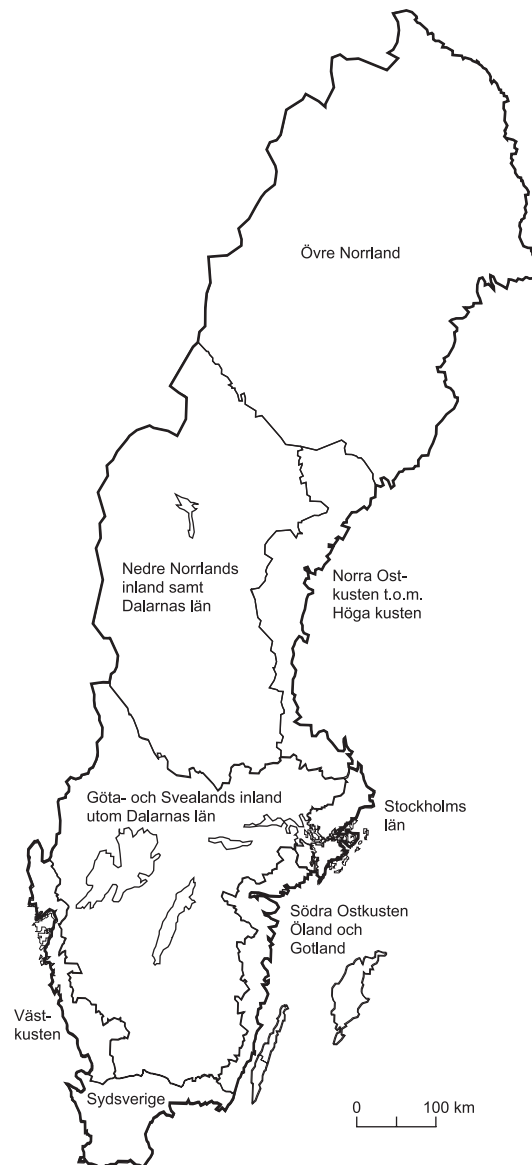 Övre Norrland
Nedre Norrlands
inland samt
Dalarnas län
Norra Ost-
kusten t.o.m.
Höga kusten
Göta- och Svealands inland
utom Dalarnas län
Stockholms
län
Södra Ostkusten
Öland och
Gotland
Väst-
kusten
Sydsverige
0 100 km